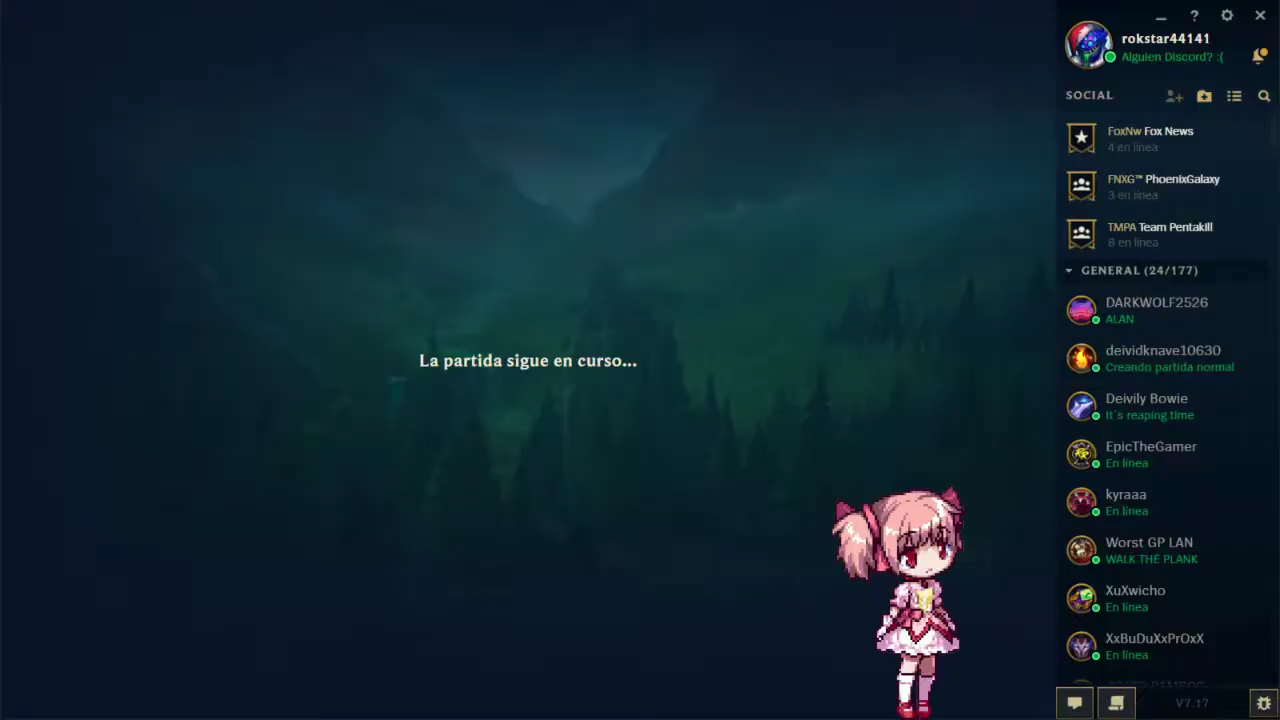 rokstar44141
Alguien Discord? :(
SOCIAL
FoxNw Fox News
4 en línea
FNXG™ PhoenixGalaxy
3 en línea
TMPA Team Pentakill
8 en línea
GENERAL (24/177)
DARKWOLF2526
ALAN
deividknave10630
Creando partida normal
La partida sigue en curso...
Deivily Bowie
It´s reaping time
EpicTheGamer
En línea
kyraaa
En línea
Worst GP LAN
WALK THE PLANK
XuXwicho
En línea
XxBuDuXxPrOxX
En línea
V7.17